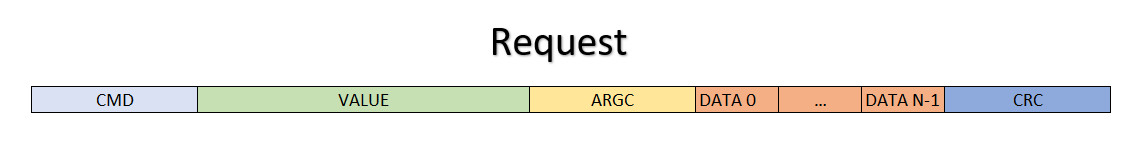 Request
CMD VALUE ARGC DATA 0 ... DATA N-1 CRC